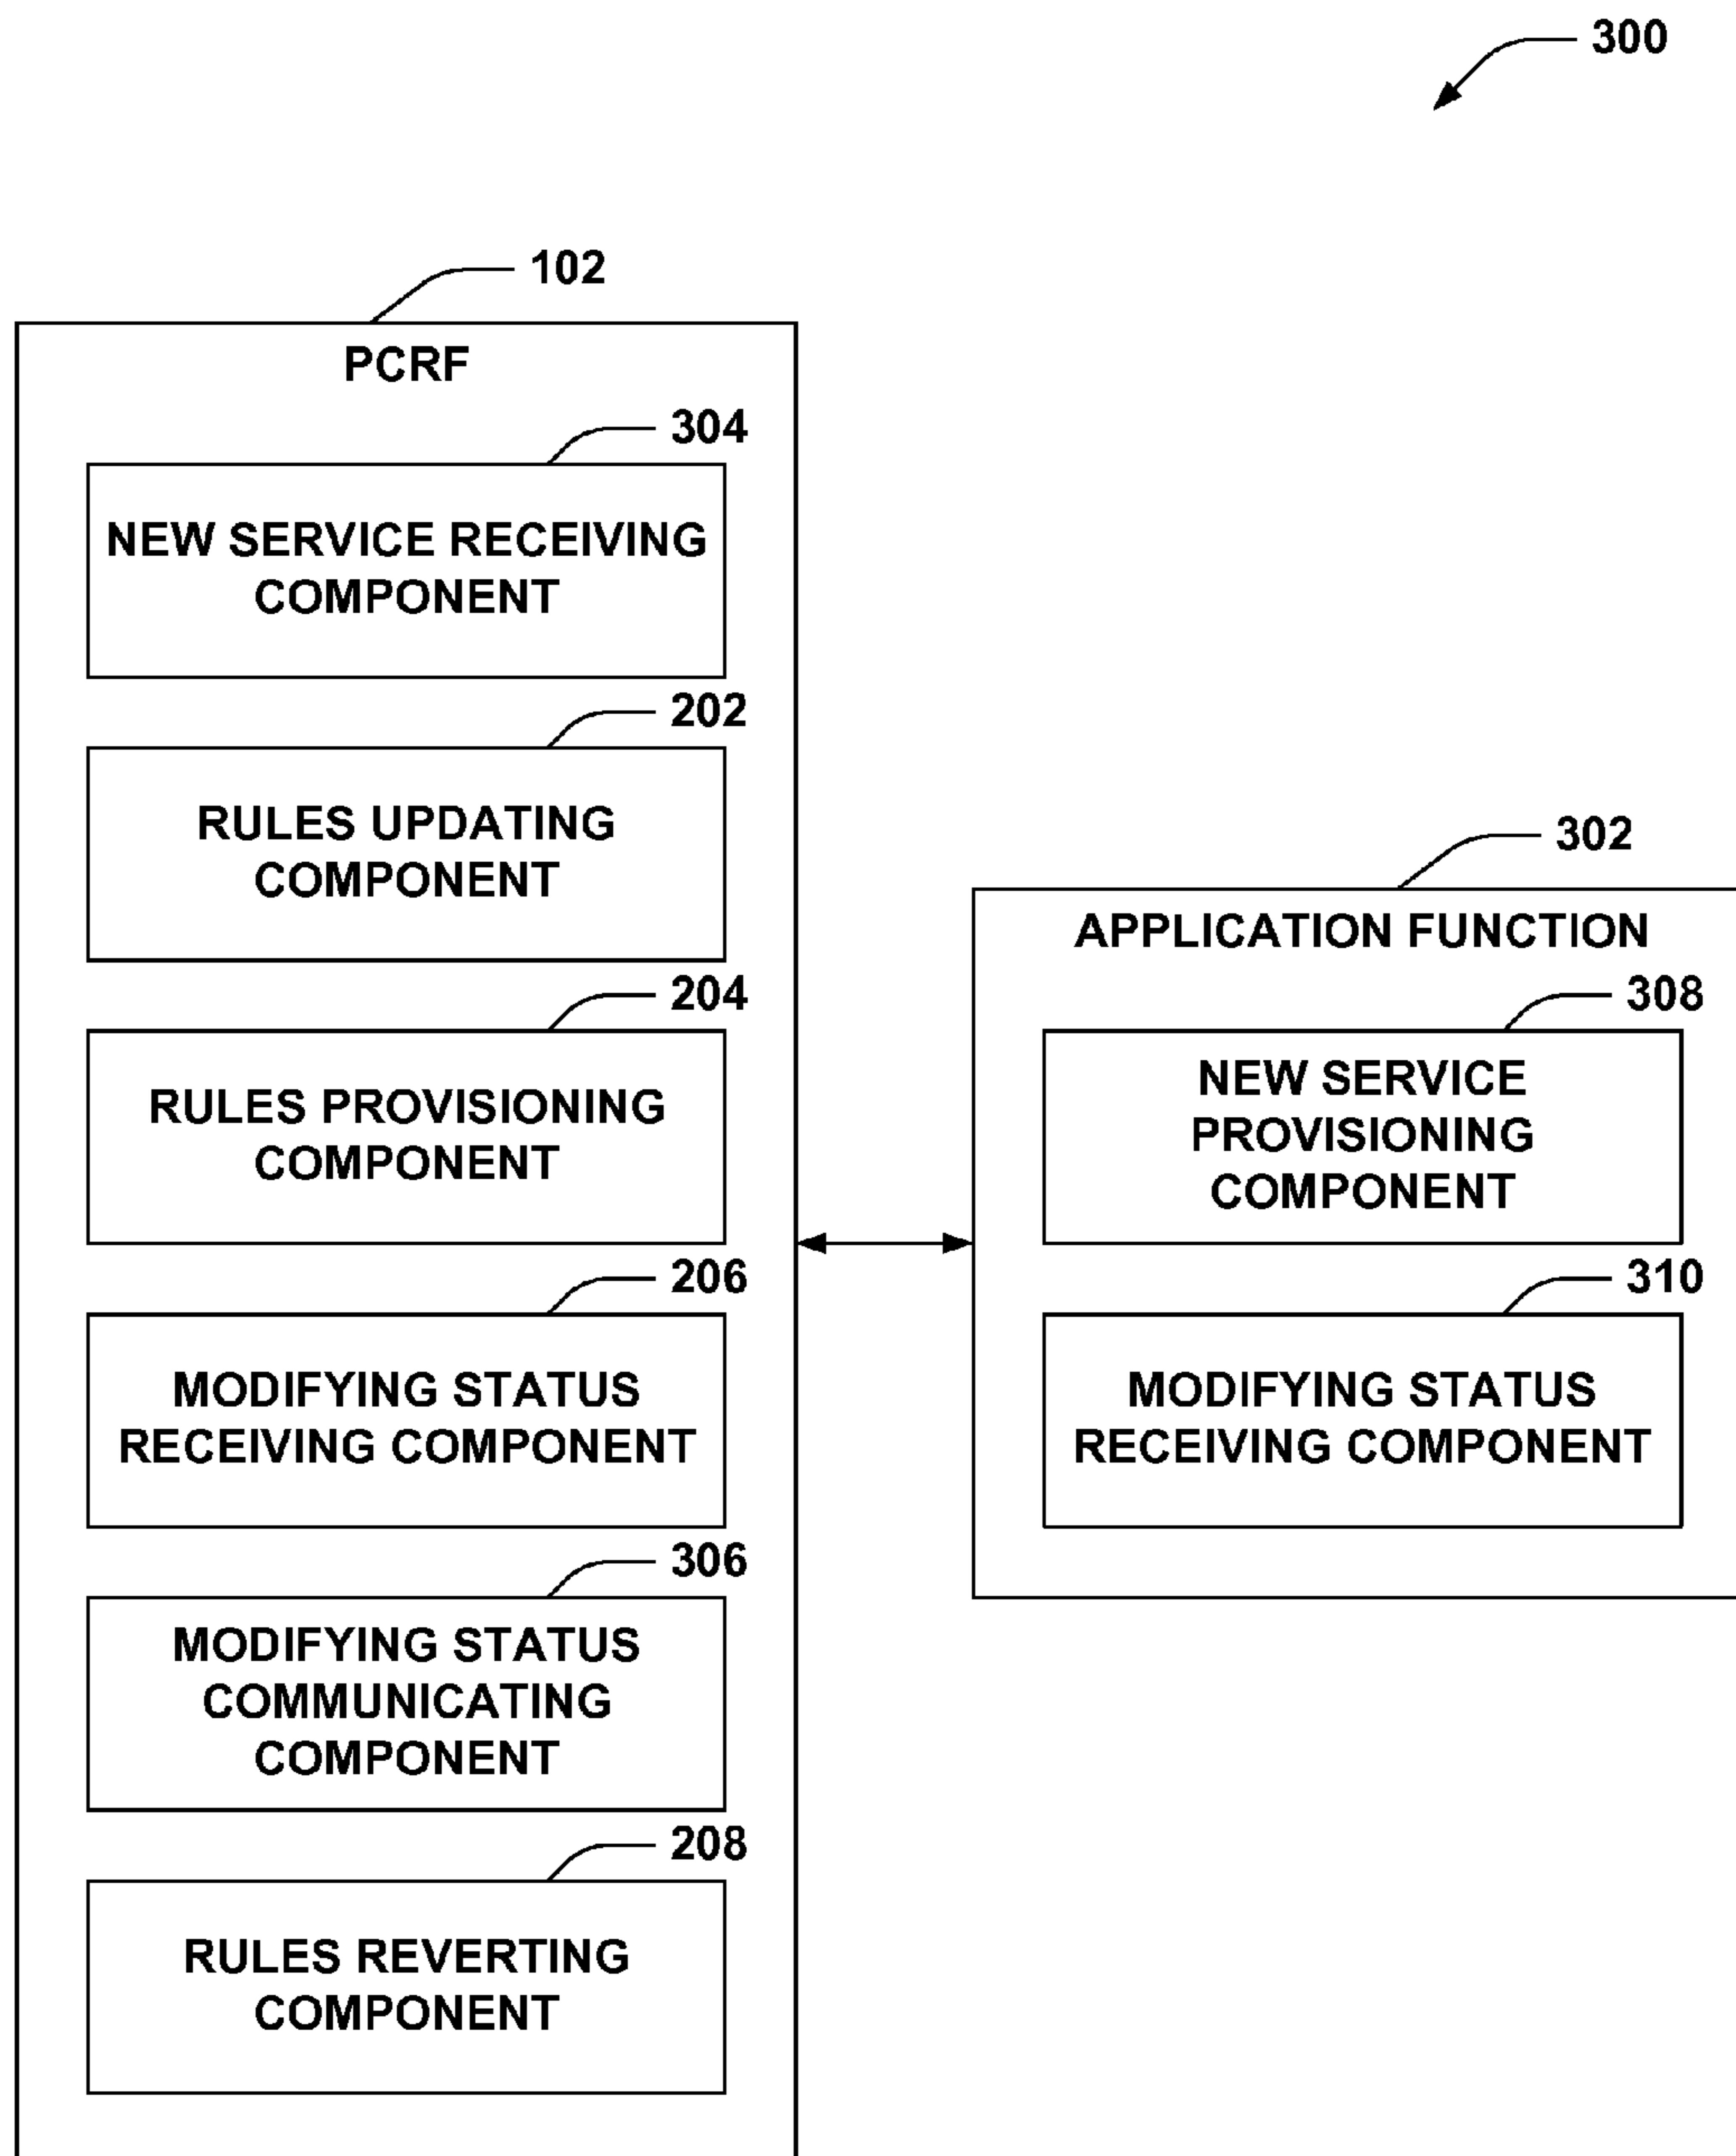 300
102
PCRF
304
NEW SERVICE RECEIVING
COMPONENT
202
RULES UPDATING
COMPONENT
204
RULES PROVISIONING
COMPONENT
206
MODIFYING STATUS
RECEIVING COMPONENT
306
MODIFYING STATUS
COMMUNICATING
COMPONENT
208
RULES REVERTING
COMPONENT
302
APPLICATION FUNCTION
308
NEW SERVICE
PROVISIONING
COMPONENT
310
MODIFYING STATUS
RECEIVING COMPONENT